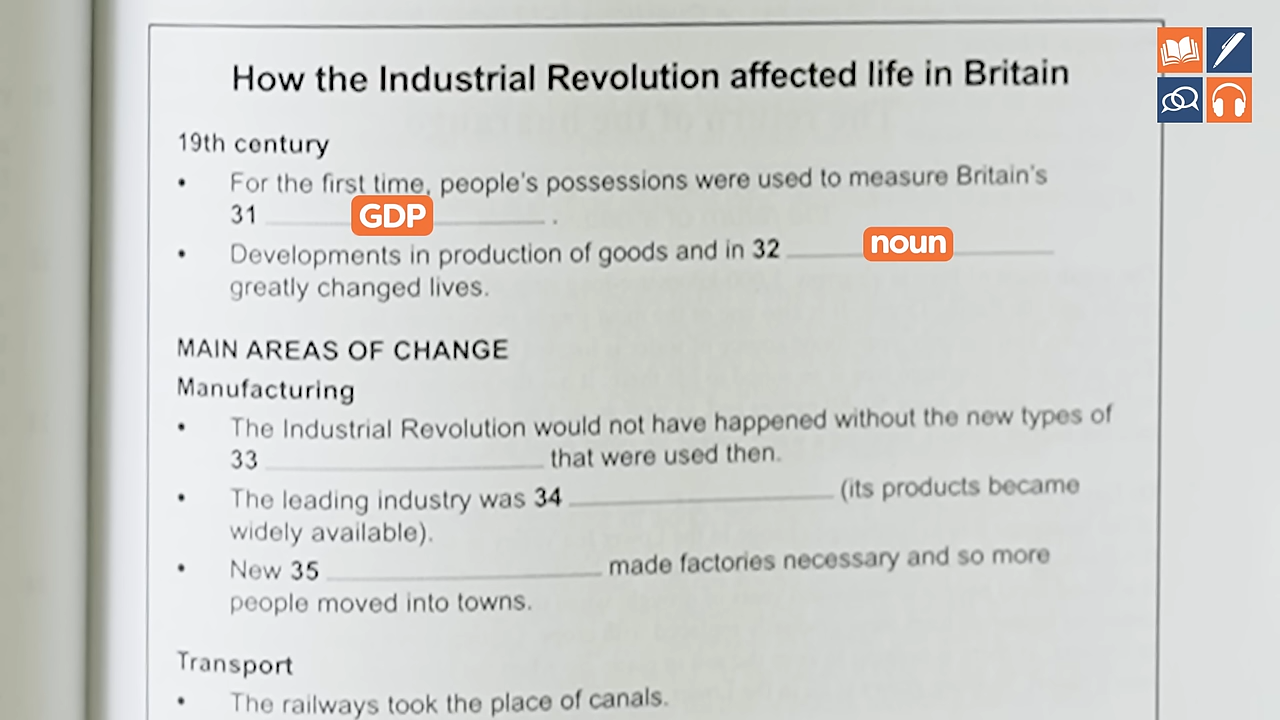 How the Industrial Revolution affected life in Britain
19th century
• For the first time, people's possessions were used to measure Britain's
31 GDP .
• Developments in production of goods and in 32 noun
greatly changed lives.
MAIN AREAS OF CHANGE
Manufacturing
• The Industrial Revolution would not have happened without the new types of
33 that were used then.
• The leading industry was 34 (its products became
widely available).
• New 35 made factories necessary and so more
people moved into towns.
Transport
• The railways took the place of canals.